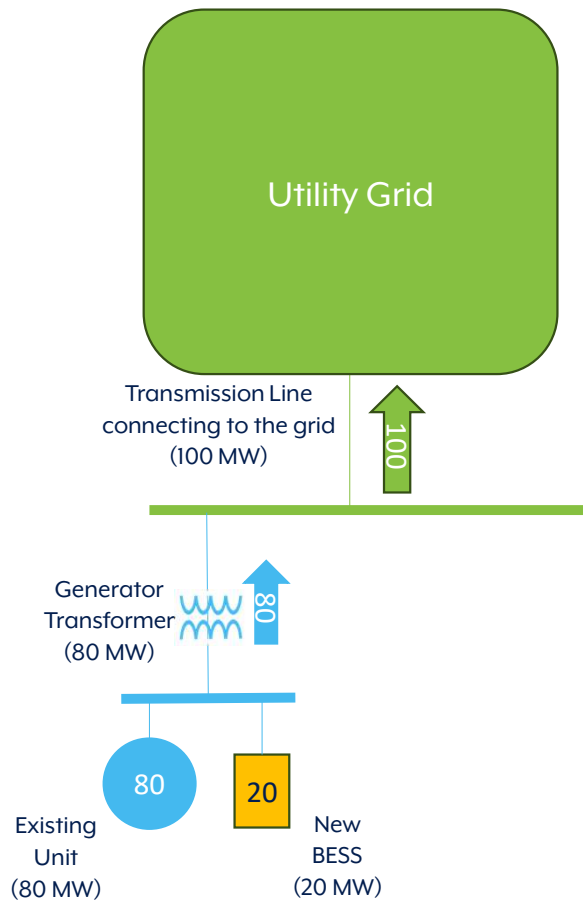 Utility Grid
Transmission Line
connecting to the grid
(100 MW)
100
Generator
Transformer
(80 MW)
80
80
20
Existing
Unit
(80 MW)
New
BESS
(20 MW)